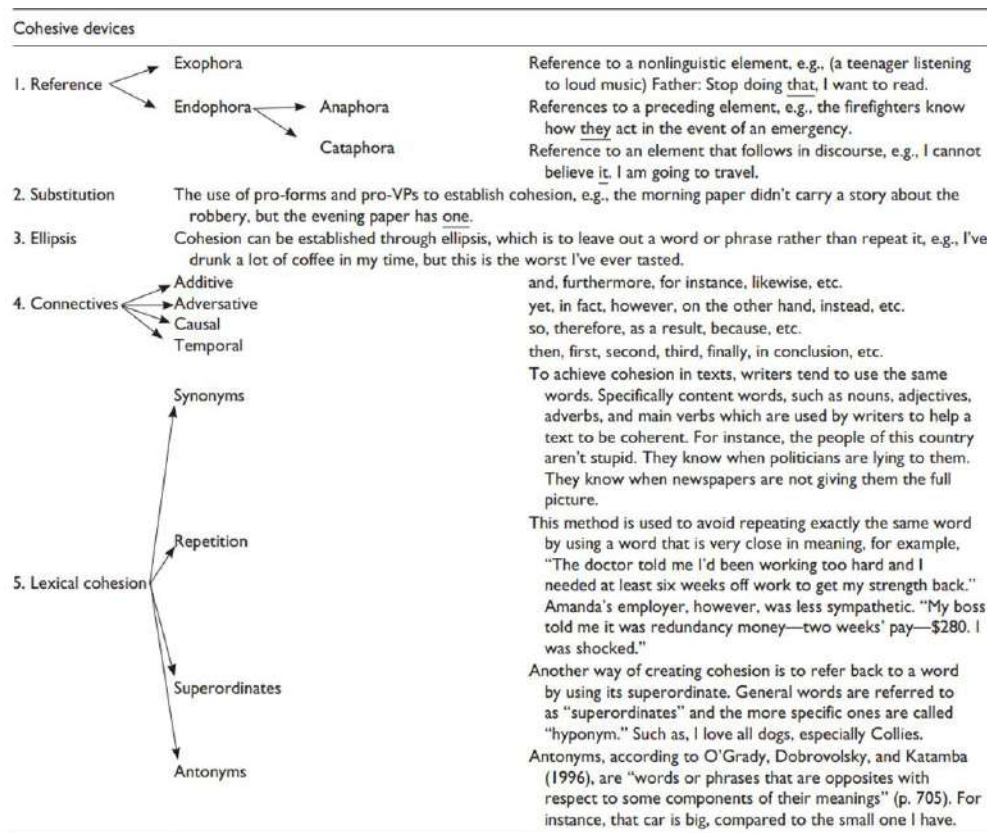 Cohesive devices
1. Reference
Exophora
Reference to a nonlinguistic element, e.g., (a teenager listening
to loud music) Father: Stop doing that, I want to read.
Endophora
Anaphora
References to a preceding element, e.g., the firefighters know
how they act in the event of an emergency.
Cataphora
Reference to an element that follows in discourse, e.g., I cannot
believe it. I am going to travel.
2. Substitution
The use of pro-forms and pro-VPs to establish cohesion, e.g., the morning paper didn't carry a story about the
robbery, but the evening paper has one.
3. Ellipsis
Cohesion can be established through ellipsis, which is to leave out a word or phrase rather than repeat it, e.g., I've
drunk a lot of coffee in my time, but this is the worst I've ever tasted.
4. Connectives
Additive
and, furthermore, for instance, likewise, etc.
Adversative
yet, in fact, however, on the other hand, instead, etc.
Causal
so, therefore, as a result, because, etc.
Temporal
then, first, second, third, finally, in conclusion, etc.
5. Lexical cohesion
Synonyms
To achieve cohesion in texts, writers tend to use the same
words. Specifically content words, such as nouns, adjectives,
adverbs, and main verbs which are used by writers to help a
text to be coherent. For instance, the people of this country
aren't stupid. They know when politicians are lying to them.
They know when newspapers are not giving them the full
picture.
Repetition
This method is used to avoid repeating exactly the same word
by using a word that is very close in meaning, for example,
"The doctor told me I'd been working too hard and I
needed at least six weeks off work to get my strength back."
Amanda's employer, however, was less sympathetic. "My boss
told me it was redundancy money—two weeks' pay—$280. I
was shocked."
Superordinates
Another way of creating cohesion is to refer back to a word
by using its superordinate. General words are referred to
as "superordinates" and the more specific ones are called
"hyponym." Such as, I love all dogs, especially Collies.
Antonyms
Antonyms, according to O'Grady, Dobrovolsky, and Katamba
(1996), are "words or phrases that are opposites with
respect to some components of their meanings" (p. 705). For
instance, that car is big, compared to the small one I have.